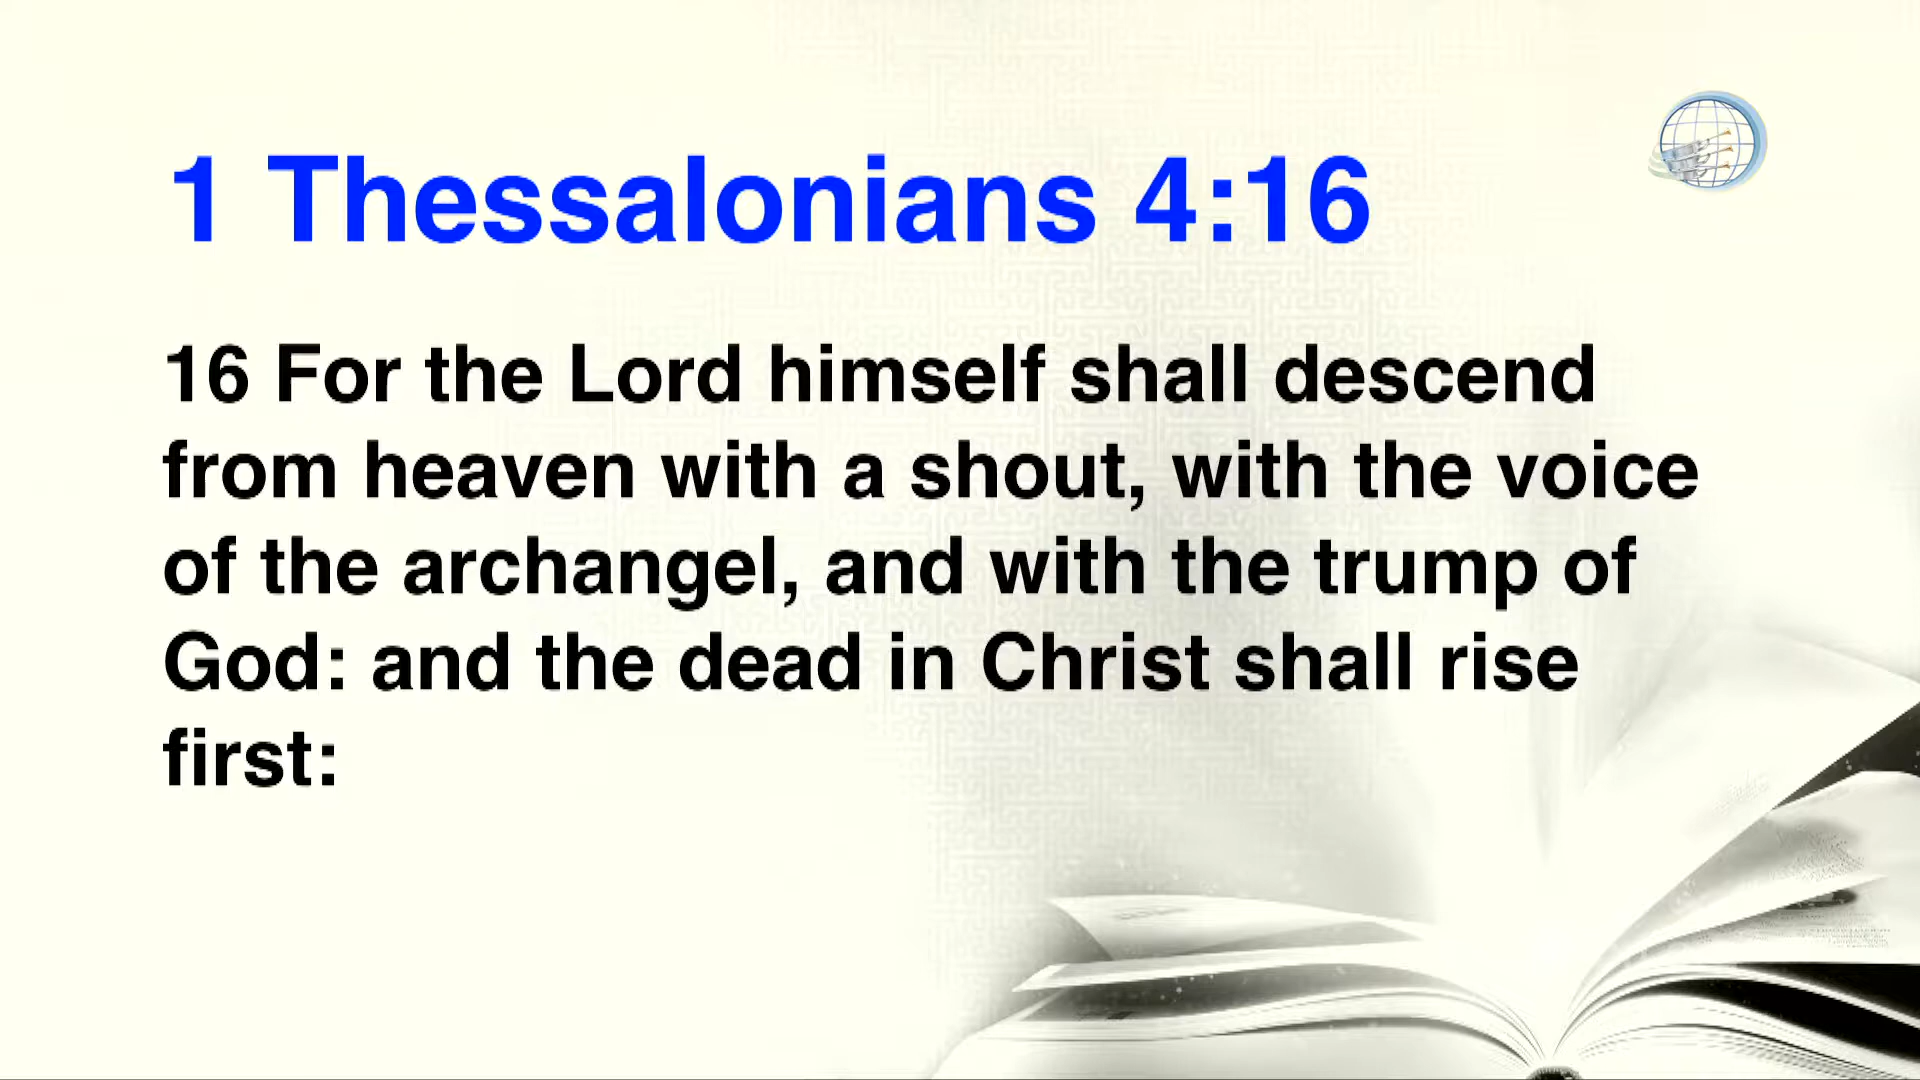 1 Thessalonians 4:16
16 For the Lord himself shall descend
from heaven with a shout, with the voice
of the archangel, and with the trump of
God: and the dead in Christ shall rise
first: